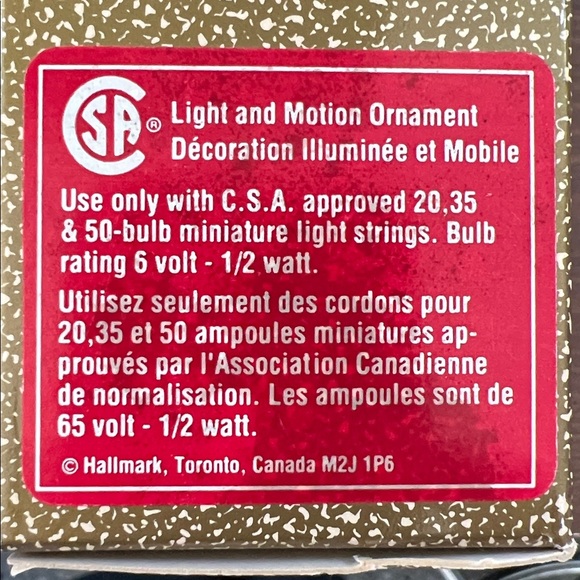 CSA ® Light and Motion Ornament
Décoration Illuminée et Mobile
Use only with C.S.A. approved 20,35
& 50-bulb miniature light strings. Bulb
rating 6 volt - 1/2 watt.
Utilisez seulement des cordons pour
20,35 et 50 ampoules miniatures ap-
prouvés par l'Association Canadienne
de normalisation. Les ampoules sont de
65 volt - 1/2 watt.
© Hallmark, Toronto, Canada M2J 1P6